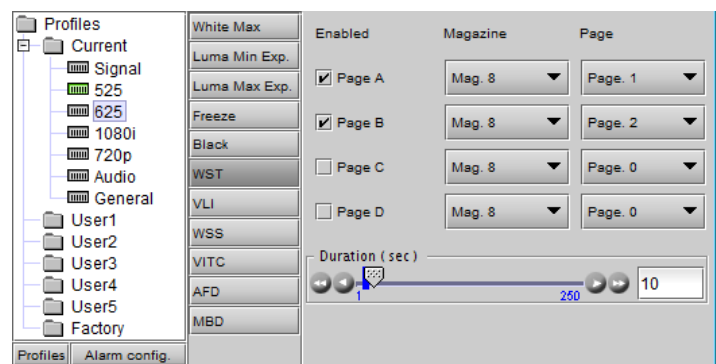 Profiles
Current
Signal
525
625
1080i
720p
Audio
General
User1
User2
User3
User4
User5
Factory
Profiles Alarm config.
White Max
Luma Min Exp.
Luma Max Exp.
Freeze
Black
WST
VLI
WSS
VITC
AFD
MBD
Enabled Magazine Page
Page A Mag. 8 Page. 1
Page B Mag. 8 Page. 2
Page C Mag. 8 Page. 0
Page D Mag. 8 Page. 0
Duration ( sec )
1 250 10